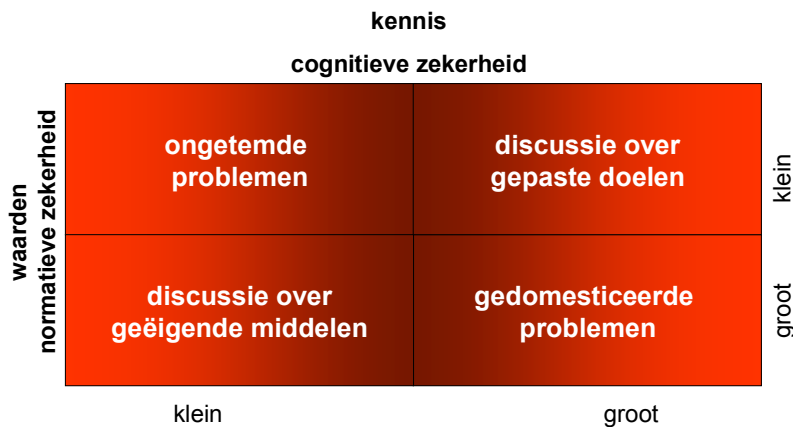 kennis
cognitieve zekerheid
waarden
normatieve zekerheid
ongetemde
problemen
discussie over
gepaste doelen
klein
discussie over
geëigende middelen
gedomesticeerde
problemen
groot
klein
groot